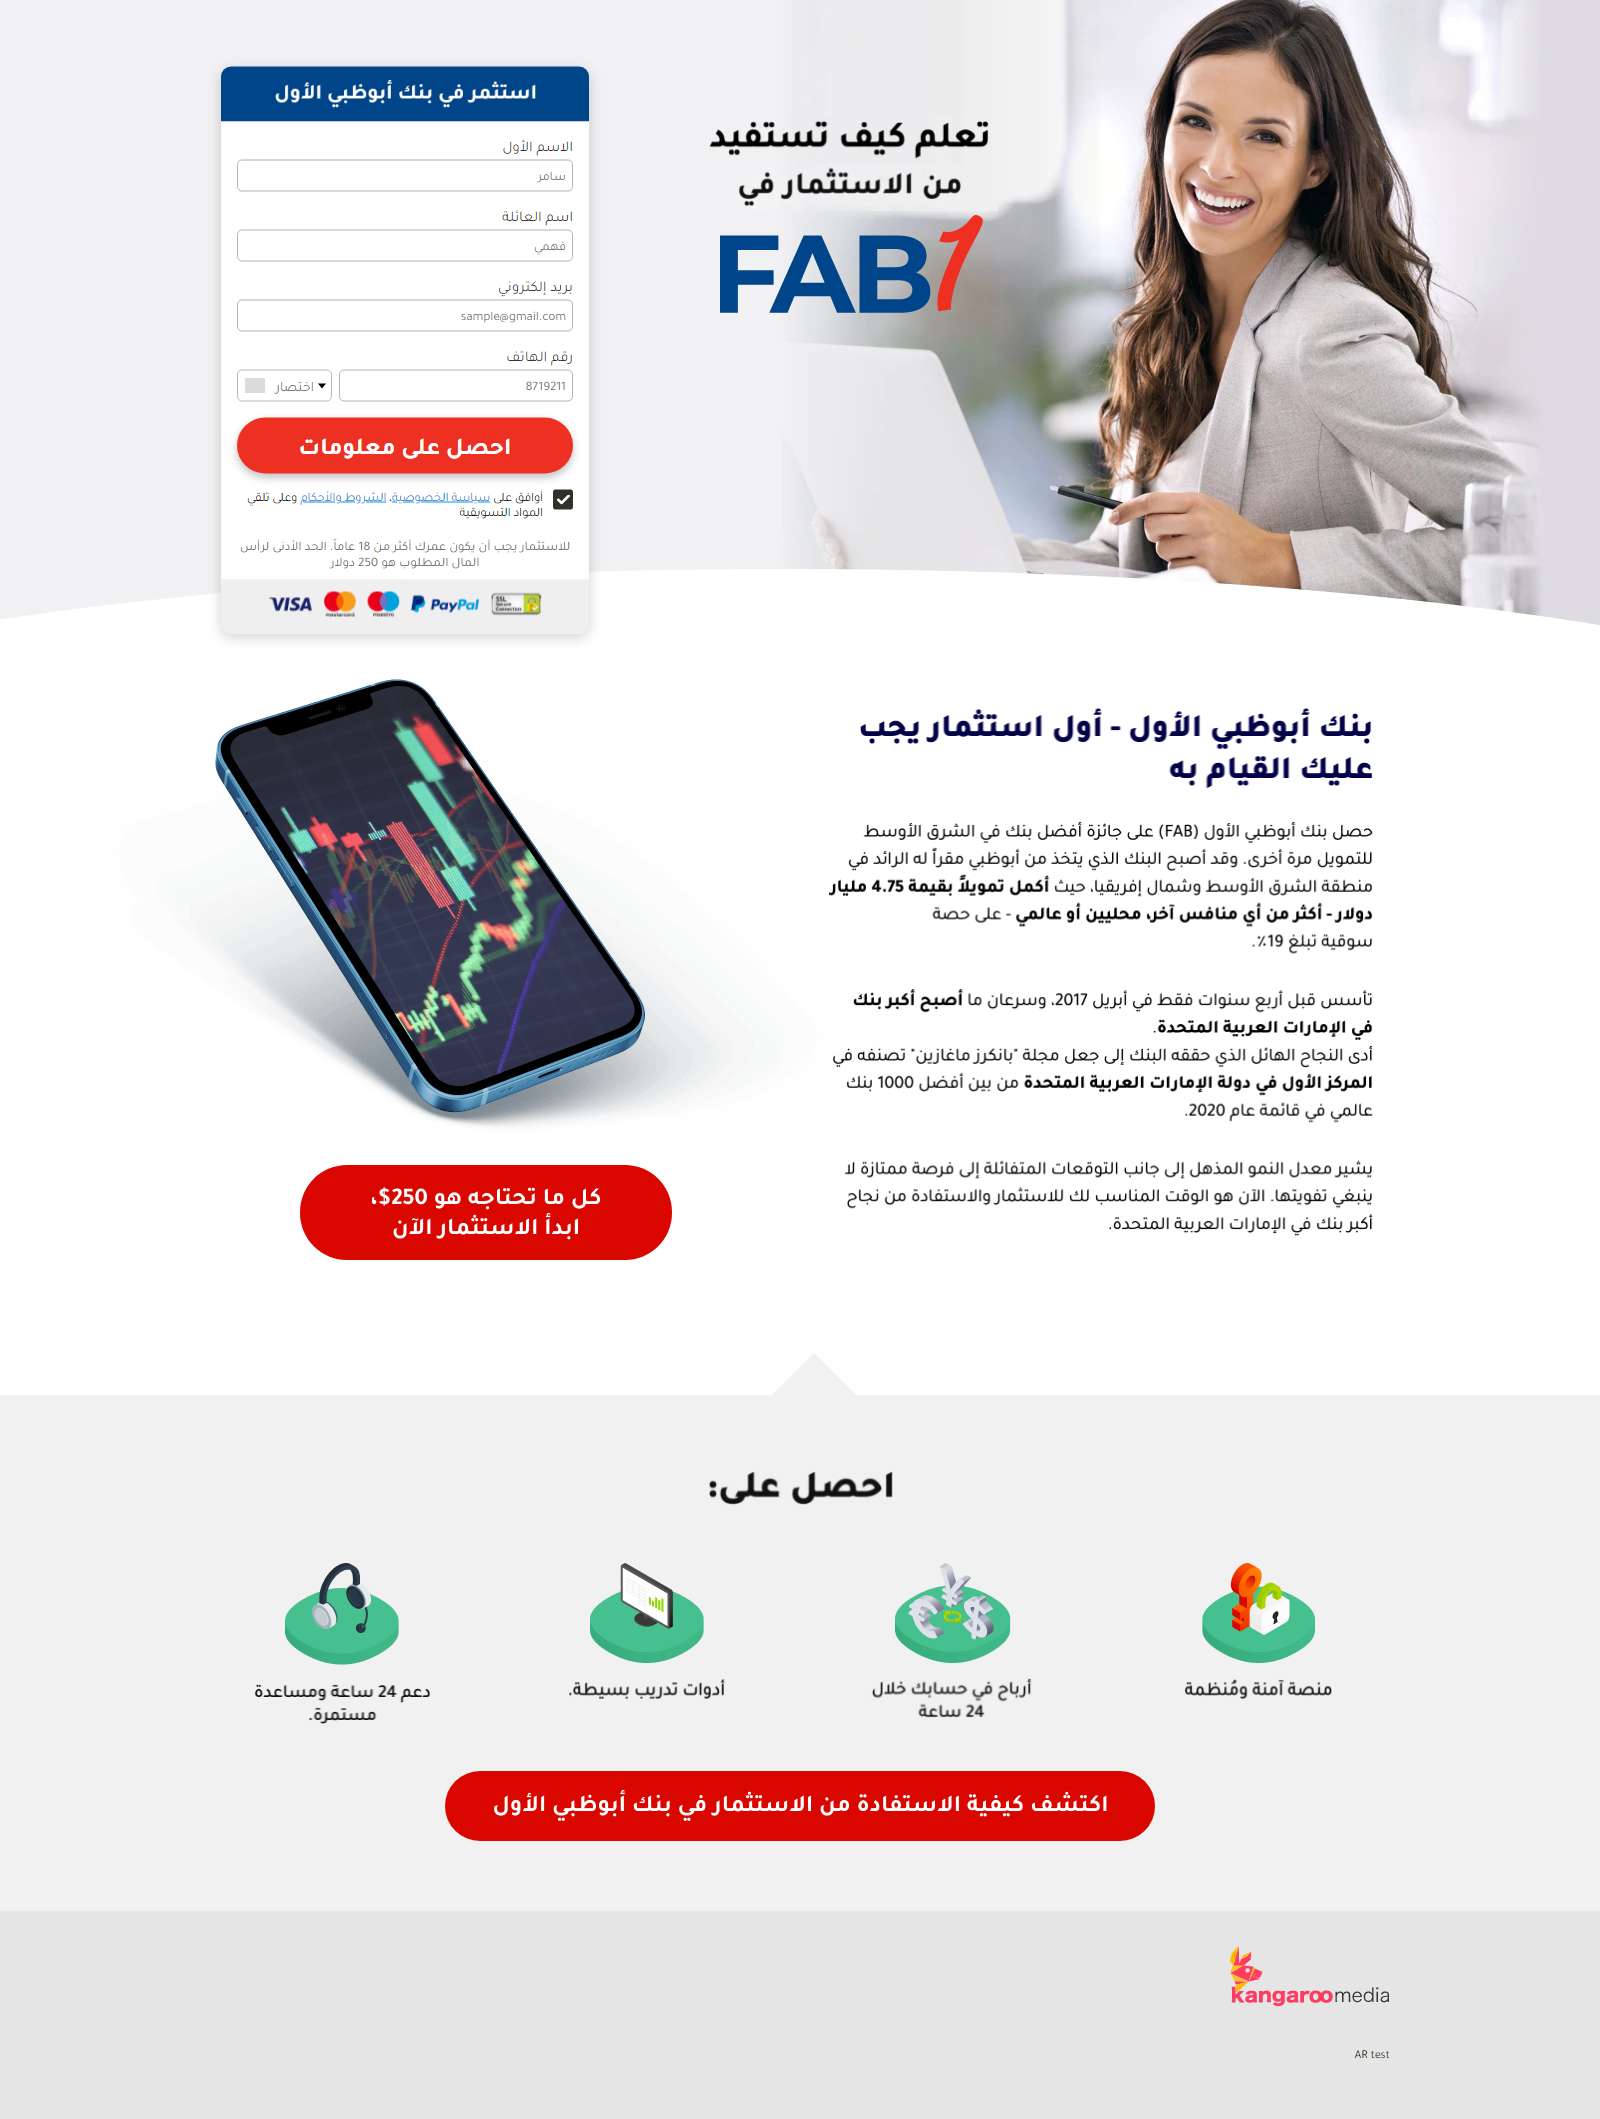 استثمر في بنك أبوظبي الأول
الاسم الأول
سامر
اسم العائلة
فهمي
بريد إلكتروني
sample@gmail.com
رقم الهاتف
8719211
اختصار
احصل على معلومات
أوافق على سياسة الخصوصية، الشروط والأحكام وعلى تلقي
المواد التسويقية
للاستثمار يجب أن يكون عمرك أكثر من 18 عاماً. الحد الأدنى لرأس
المال المطلوب هو 250 دولار
VISA mastercard maestro PayPal SSL Secure Connection
تعلم كيف تستفيد
من الاستثمار في
FAB1
بنك أبوظبي الأول - أول استثمار يجب
عليك القيام به
حصل بنك أبوظبي الأول (FAB) على جائزة أفضل بنك في الشرق الأوسط
للتمويل مرة أخرى. وقد أصبح البنك الذي يتخذ من أبوظبي مقراً له الرائد في
منطقة الشرق الأوسط وشمال إفريقيا، حيث أكمل تمويلاً بقيمة 4.75 مليار
دولار - أكثر من أي منافس آخر، محليين أو عالمي - على حصة
سوقية تبلغ 19٪.
تأسس قبل أربع سنوات فقط في أبريل 2017، وسرعان ما أصبح أكبر بنك
في الإمارات العربية المتحدة.
أدى النجاح الهائل الذي حققه البنك إلى جعل مجلة "بانكرز ماغازين" تصنفه في
المركز الأول في دولة الإمارات العربية المتحدة من بين أفضل 1000 بنك
عالمي في قائمة عام 2020.
يشير معدل النمو المذهل إلى جانب التوقعات المتفائلة إلى فرصة ممتازة لا
ينبغي تفويتها. الآن هو الوقت المناسب لك للاستثمار والاستفادة من نجاح
أكبر بنك في الإمارات العربية المتحدة.
كل ما تحتاجه هو 250$،
ابدأ الاستثمار الآن
احصل على:
منصة آمنة ومُنظمة
أرباح في حسابك خلال
24 ساعة
أدوات تدريب بسيطة.
دعم 24 ساعة ومساعدة
مستمرة.
اكتشف كيفية الاستفادة من الاستثمار في بنك أبوظبي الأول
kangaroomedia
AR test